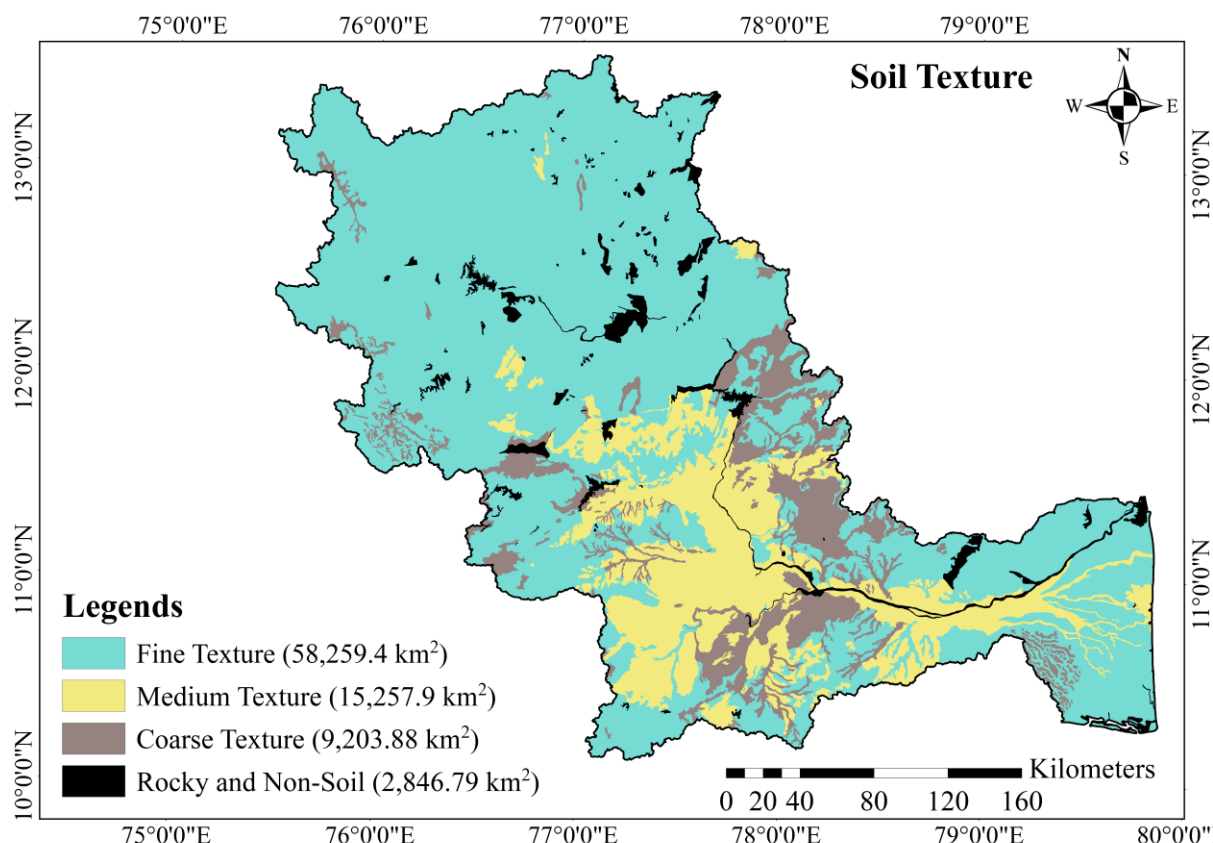 75°0'0"E 76°0'0"E 77°0'0"E 78°0'0"E 79°0'0"E
Soil Texture
N
W E
S
13°0'0"N
13°0'0"N
12°0'0"N
12°0'0"N
11°0'0"N
11°0'0"N
10°0'0"N
10°0'0"N
Legends
Fine Texture (58,259.4 km²)
Medium Texture (15,257.9 km²)
Coarse Texture (9,203.88 km²)
Rocky and Non-Soil (2,846.79 km²)
Kilometers
0 20 40 80 120 160
75°0'0"E 76°0'0"E 77°0'0"E 78°0'0"E 79°0'0"E 80°0'0"E